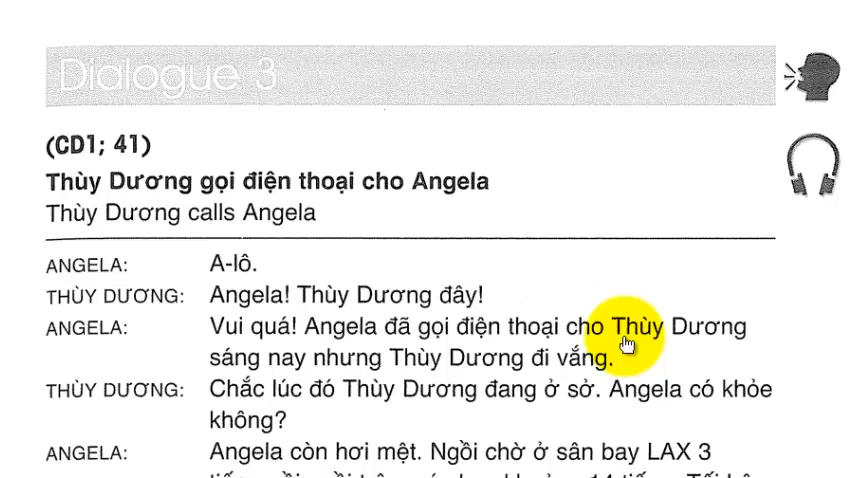 Dialogue 3
(CD1; 41)
Thùy Dương gọi điện thoại cho Angela
Thùy Dương calls Angela
ANGELA: A-lô.
THÙY DƯƠNG: Angela! Thùy Dương đây!
ANGELA: Vui quá! Angela đã gọi điện thoại cho Thùy Dương
sáng nay nhưng Thùy Dương đi vắng.
THÙY DƯƠNG: Chắc lúc đó Thùy Dương đang ở sở. Angela có khỏe
không?
ANGELA: Angela còn hơi mệt. Ngồi chờ ở sân bay LAX 3